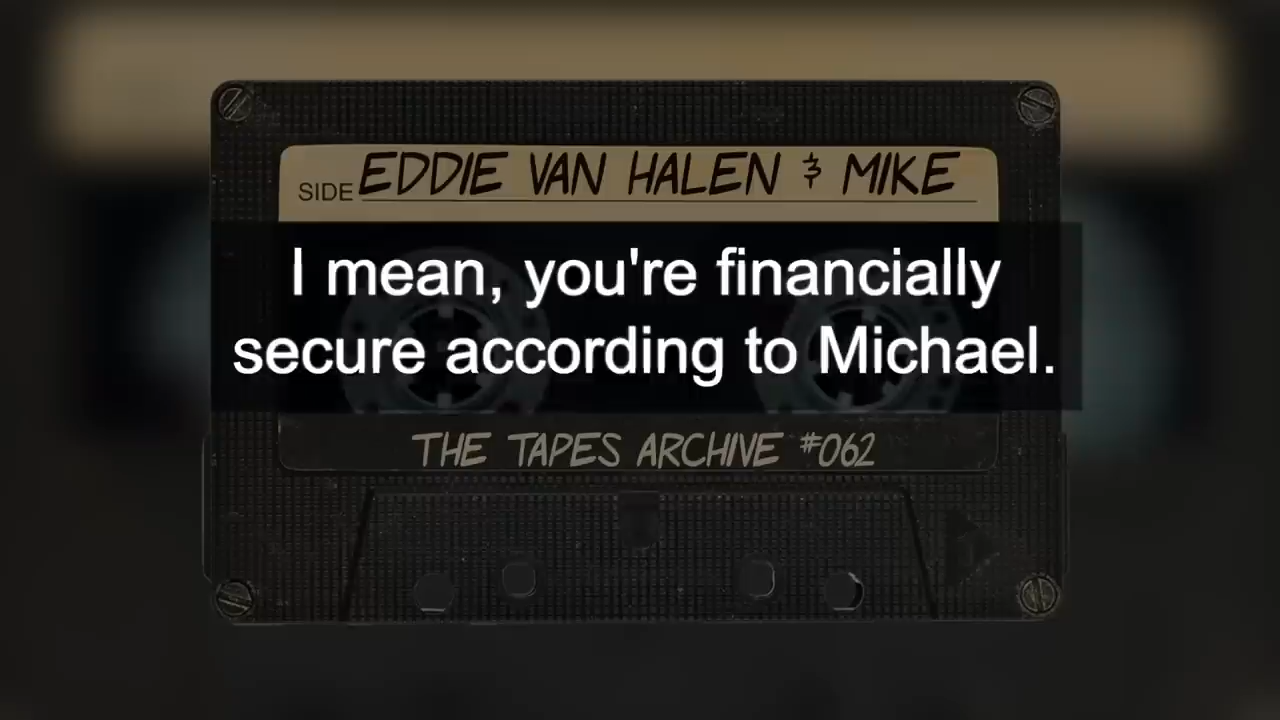 SIDE EDDIE VAN HALEN & MIKE
I mean, you're financially
secure according to Michael.
THE TAPES ARCHIVE #062